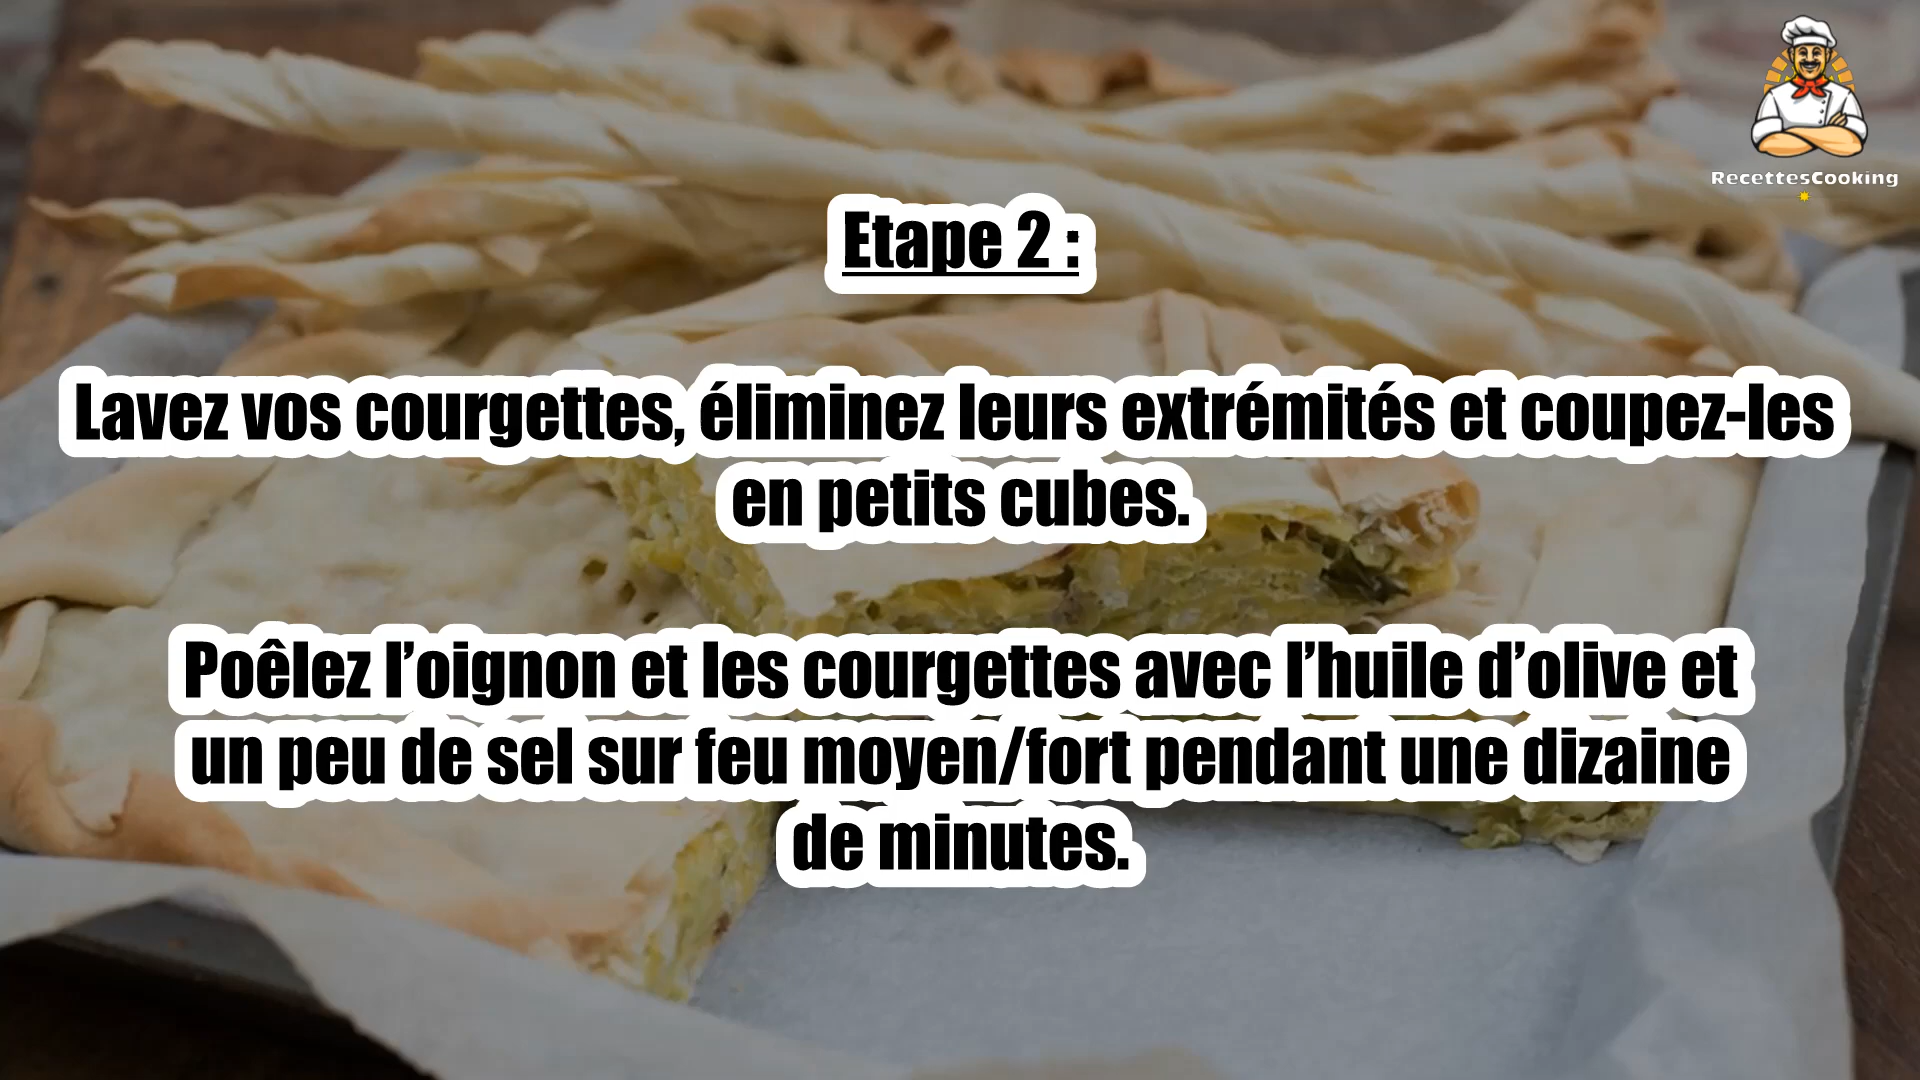 RecettesCooking
Etape 2 :
Lavez vos courgettes, éliminez leurs extrémités et coupez-les
en petits cubes.
Poêlez l’oignon et les courgettes avec l’huile d’olive et
un peu de sel sur feu moyen/fort pendant une dizaine
de minutes.